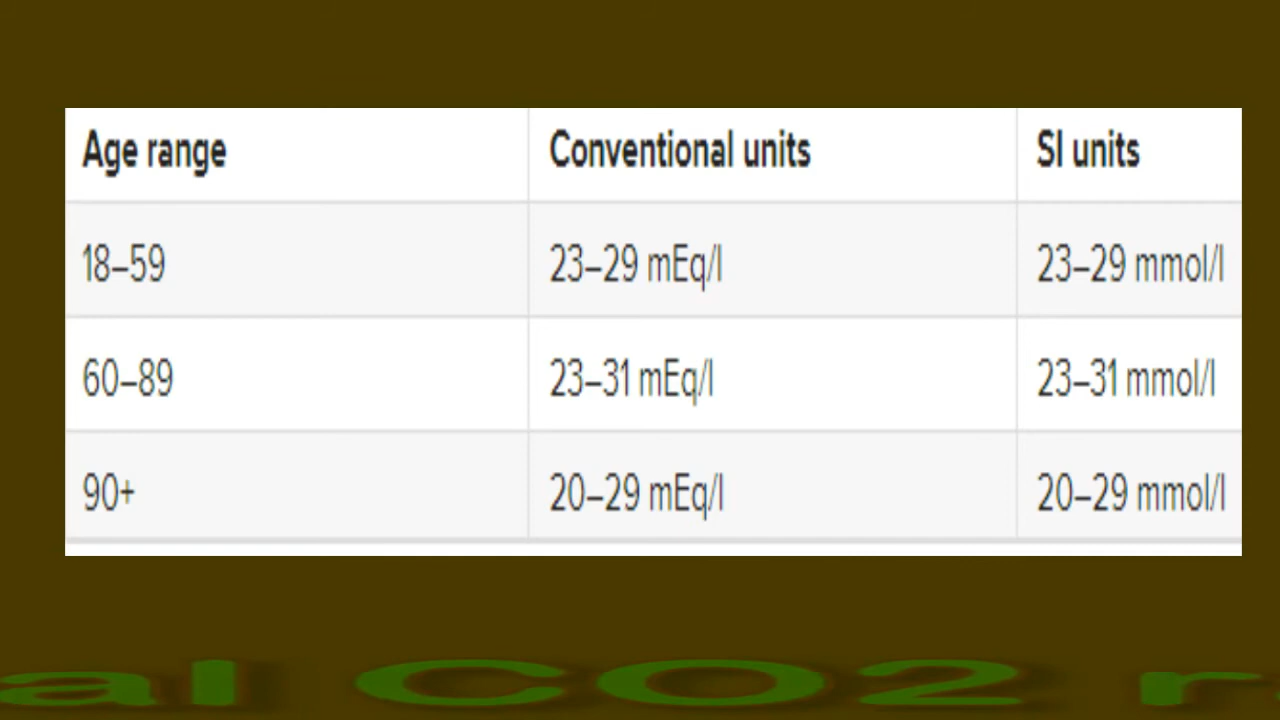 Age range Conventional units SI units
18–59 23–29 mEq/l 23–29 mmol/l
60–89 23–31 mEq/l 23–31 mmol/l
90+ 20–29 mEq/l 20–29 mmol/l
al CO2 r